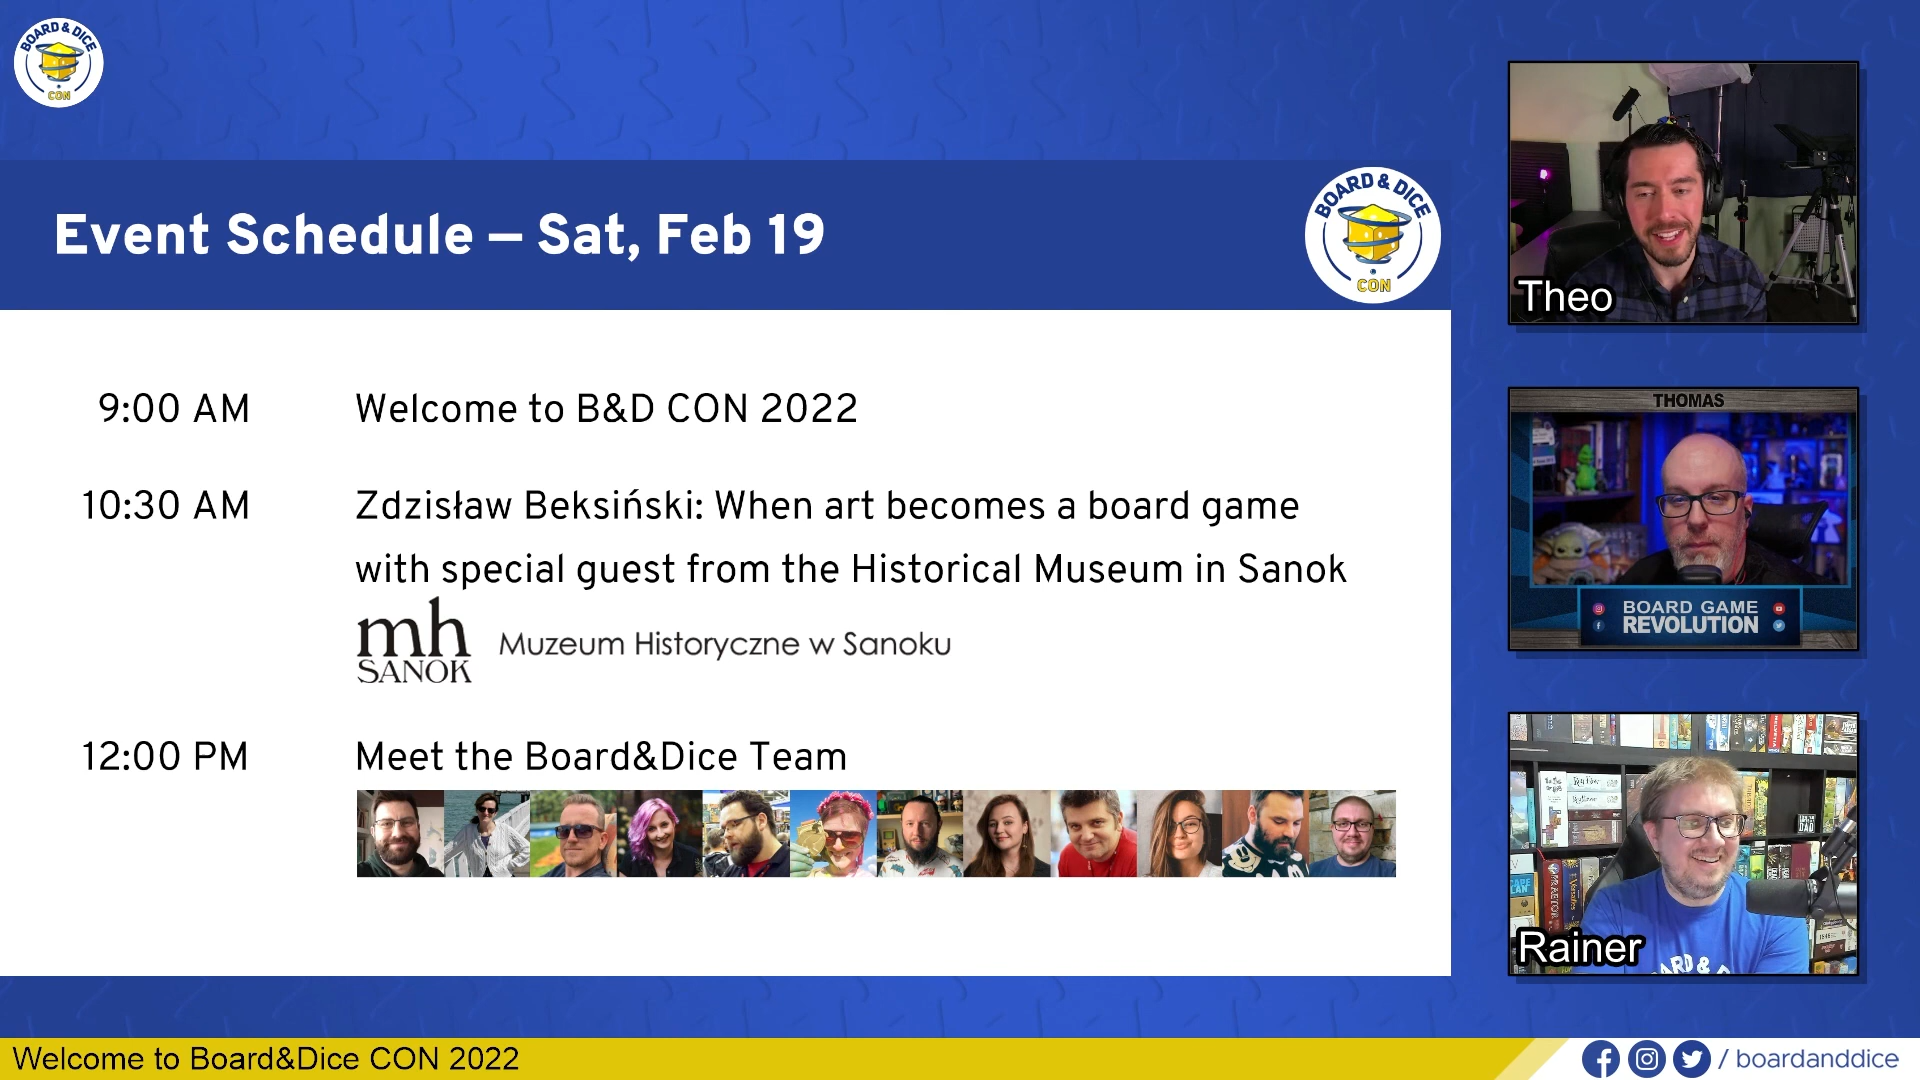 BOARD & DICE
CON
Event Schedule – Sat, Feb 19
BOARD & DICE
CON
9:00 AM Welcome to B&D CON 2022
10:30 AM Zdzisław Beksiński: When art becomes a board game
with special guest from the Historical Museum in Sanok
mh
SANOK
Muzeum Historyczne w Sanoku
12:00 PM Meet the Board&Dice Team
Theo
THOMAS
BOARD GAME
REVOLUTION
Rainer
Welcome to Board&Dice CON 2022
/ boardanddice